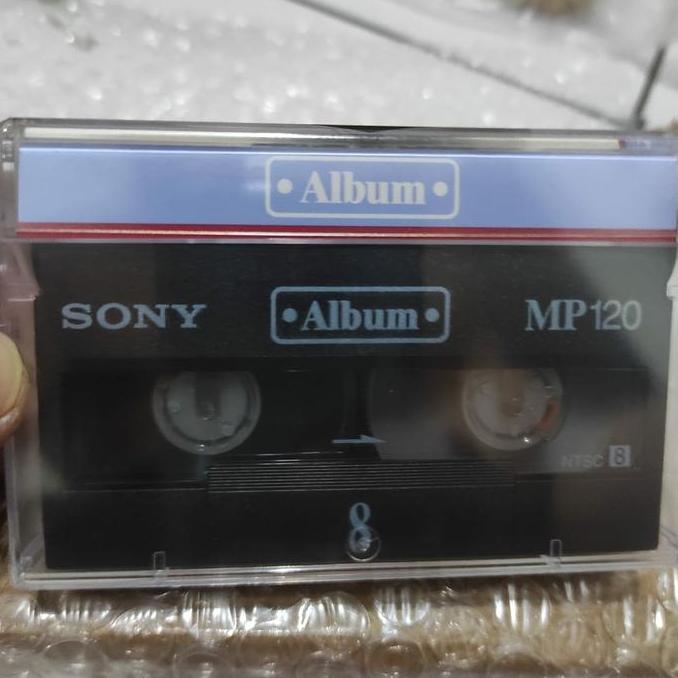 • Album •
SONY • Album • MP120
NTSC 8
8